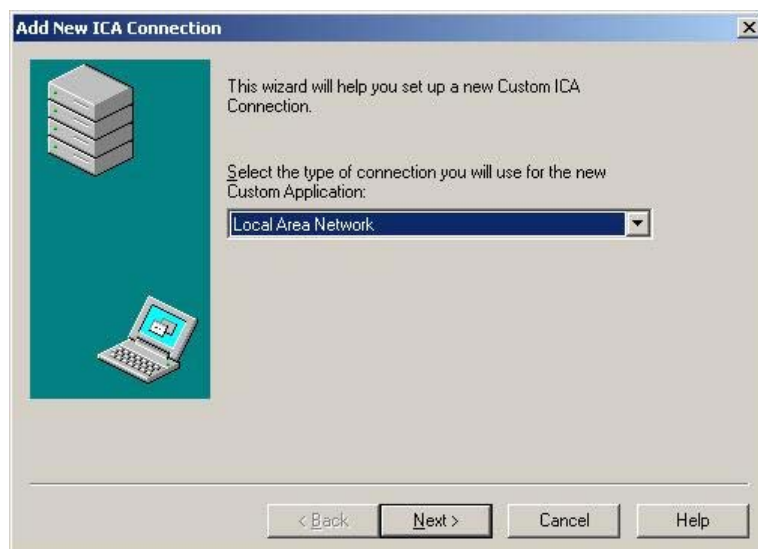 Add New ICA Connection
This wizard will help you set up a new Custom ICA
Connection.
Select the type of connection you will use for the new
Custom Application:
Local Area Network
< Back
Next >
Cancel
Help